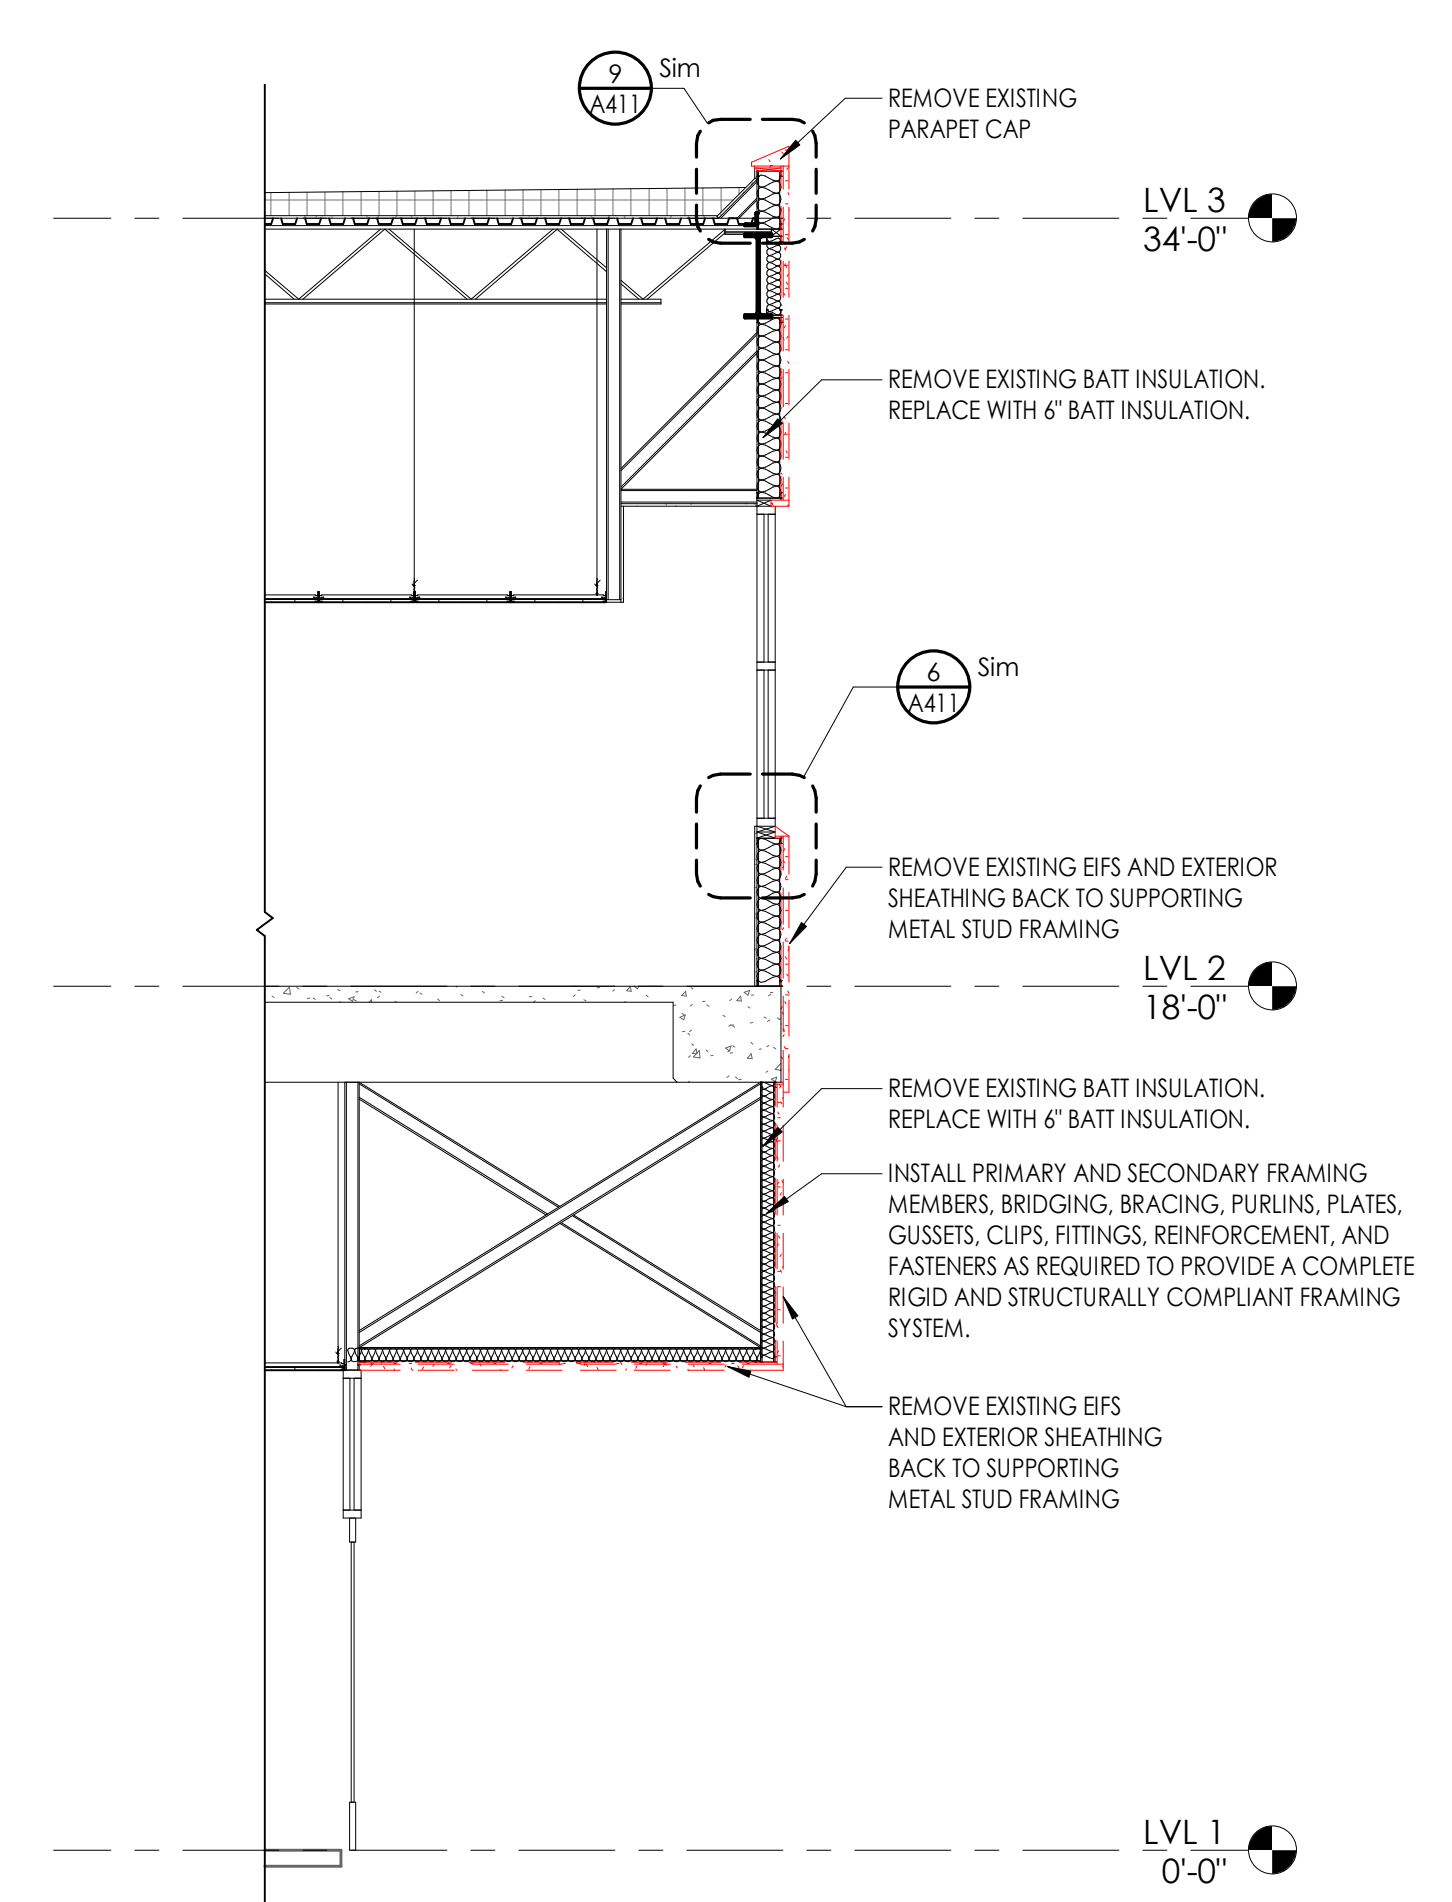 9
A411
Sim
REMOVE EXISTING
PARAPET CAP
LVL 3
34'-0"
REMOVE EXISTING BATT INSULATION.
REPLACE WITH 6" BATT INSULATION.
6
A411
Sim
REMOVE EXISTING EIFS AND EXTERIOR
SHEATHING BACK TO SUPPORTING
METAL STUD FRAMING
LVL 2
18'-0"
REMOVE EXISTING BATT INSULATION.
REPLACE WITH 6" BATT INSULATION.
INSTALL PRIMARY AND SECONDARY FRAMING
MEMBERS, BRIDGING, BRACING, PURLINS, PLATES,
GUSSETS, CLIPS, FITTINGS, REINFORCEMENT, AND
FASTENERS AS REQUIRED TO PROVIDE A COMPLETE
RIGID AND STRUCTURALLY COMPLIANT FRAMING
SYSTEM.
REMOVE EXISTING EIFS
AND EXTERIOR SHEATHING
BACK TO SUPPORTING
METAL STUD FRAMING
LVL 1
0'-0"